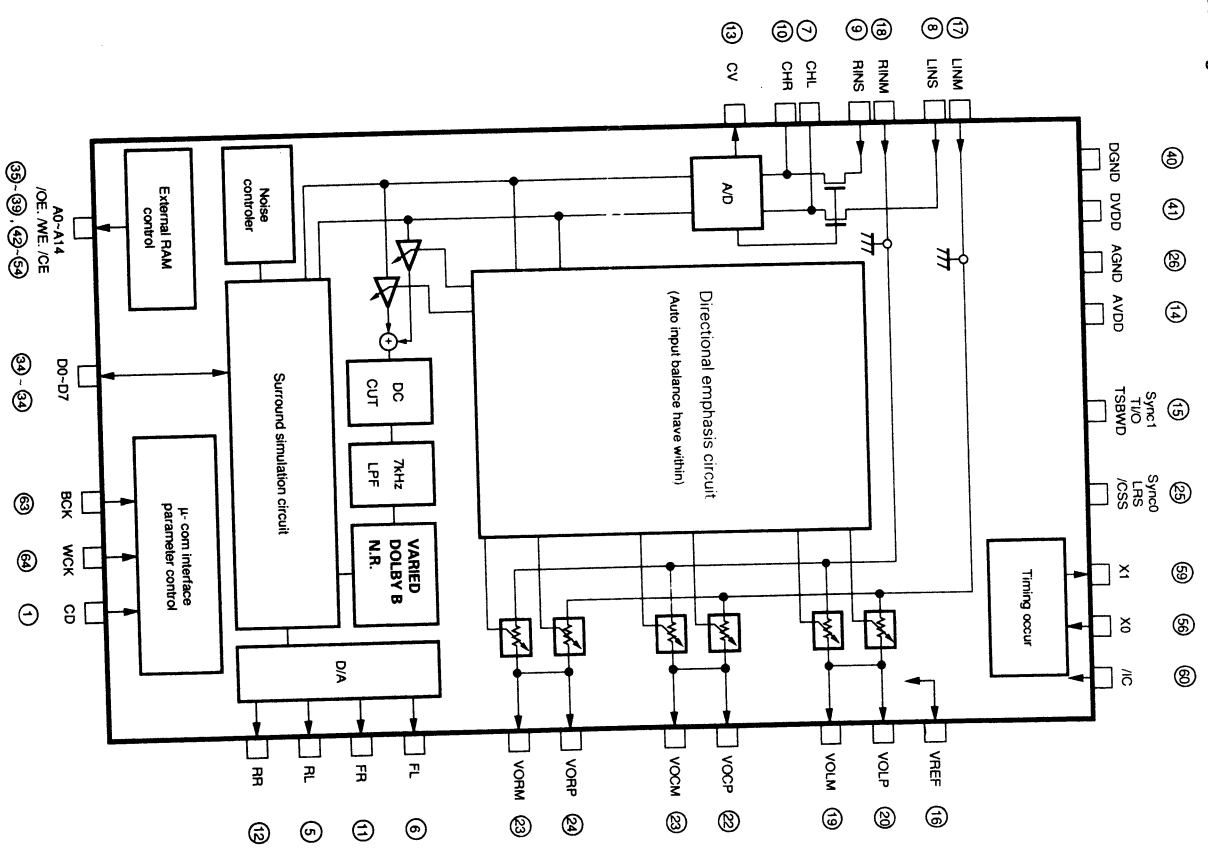 40 41 26 14 15 25 59 56 60
DGND DVDD AGND AVDD
Sync1
TI/O
TSBWD
Sync0
LRS
/CSS
X1 X0 /IC
Timing occur
17 LINM
8 LINS
18 RINM
9 RINS
7 CHL
10 CHR
13 CV
A/D
Directional emphasis circuit
(Auto input balance have within)
VREF 16
VOLP 20
VOLM 19
VOCP 22
VOCM 23
VORP 24
VORM 23
+
DC
CUT
7kHz
LPF
VARIED
DOLBY B
N.R.
Noise
controler
Surround simulation circuit
D/A
FL 6
FR 11
RL 5
RR 12
External RAM
control
μ- com interface
parameter control
A0~A14
/OE. /WE. /CE
35~39, 42~54
D0~D7
34~34
BCK
63
WCK
64
CD
1